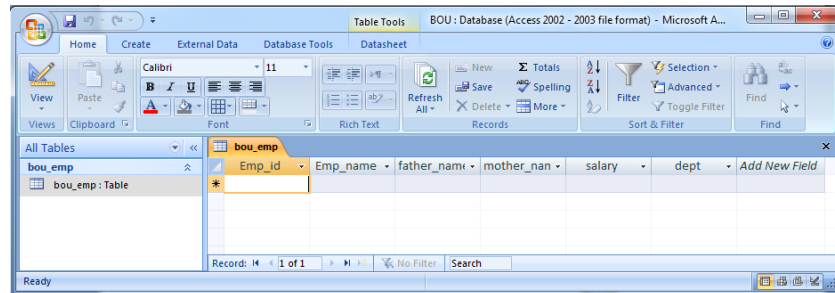 Table Tools BOU : Database (Access 2002 - 2003 file format) - Microsoft A...
Home Create External Data Database Tools Datasheet
Calibri 11
B I U
A
View
Paste
Refresh All
New
Save
Delete
Σ Totals
Spelling
More
Filter
Selection
Advanced
Toggle Filter
Find
Views Clipboard Font Rich Text Records Sort & Filter Find
All Tables
bou_emp
bou_emp : Table
bou_emp
Emp_id Emp_name father_name mother_nan salary dept Add New Field
Record: 1 of 1 No Filter Search
Ready